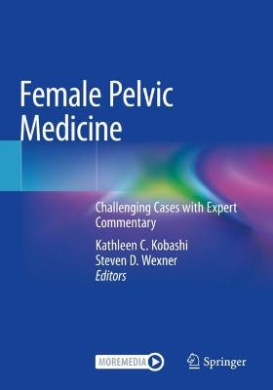 Female Pelvic
Medicine
Challenging Cases with Expert
Commentary
Kathleen C. Kobashi
Steven D. Wexner
Editors
MOREMEDIA
Springer